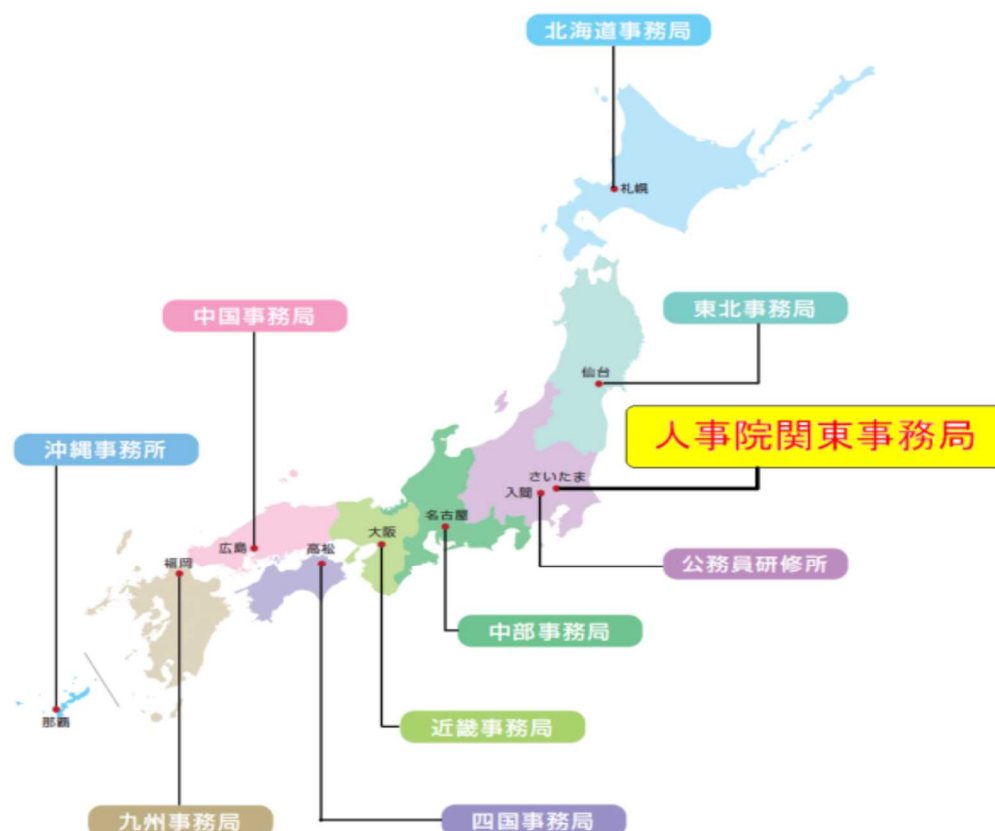 北海道事務局
札幌
東北事務局
中国事務局
仙台
人事院関東事務局
沖縄事務所
さいたま
入間
名古屋
大阪
広島
高松
福岡
公務員研修所
中部事務局
那覇
近畿事務局
九州事務局
四国事務局